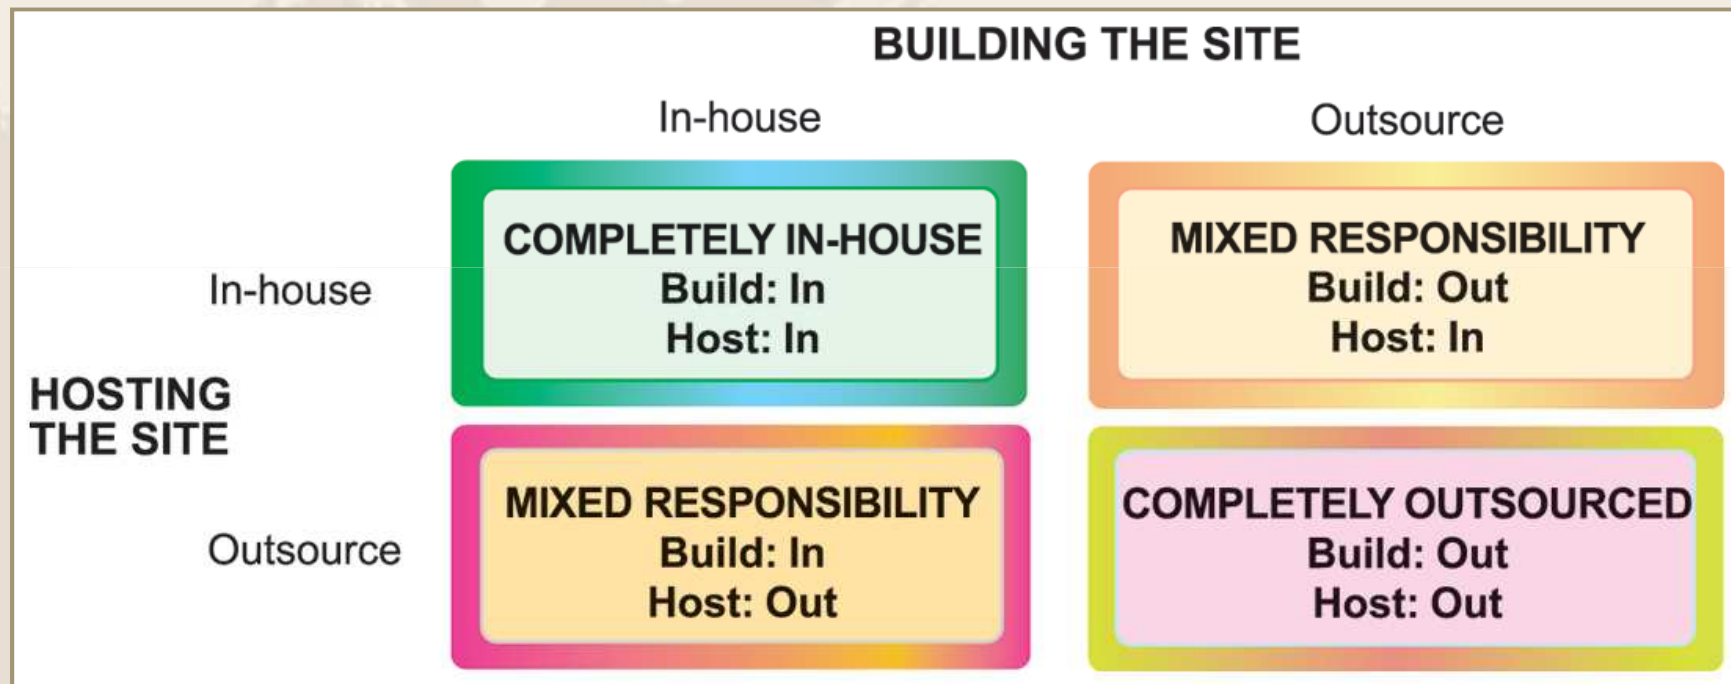 BUILDING THE SITE
In-house
Outsource
In-house
COMPLETELY IN-HOUSE
Build: In
Host: In
MIXED RESPONSIBILITY
Build: Out
Host: In
HOSTING
THE SITE
Outsource
MIXED RESPONSIBILITY
Build: In
Host: Out
COMPLETELY OUTSOURCED
Build: Out
Host: Out